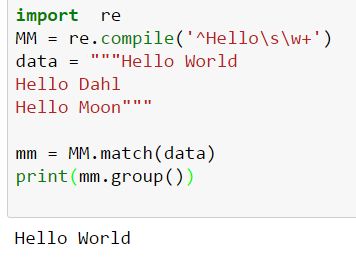 import  re
MM = re.compile('^Hello\s\w+')
data = """Hello World
Hello Dahl
Hello Moon"""
mm = MM.match(data)
print(mm.group())
Hello World